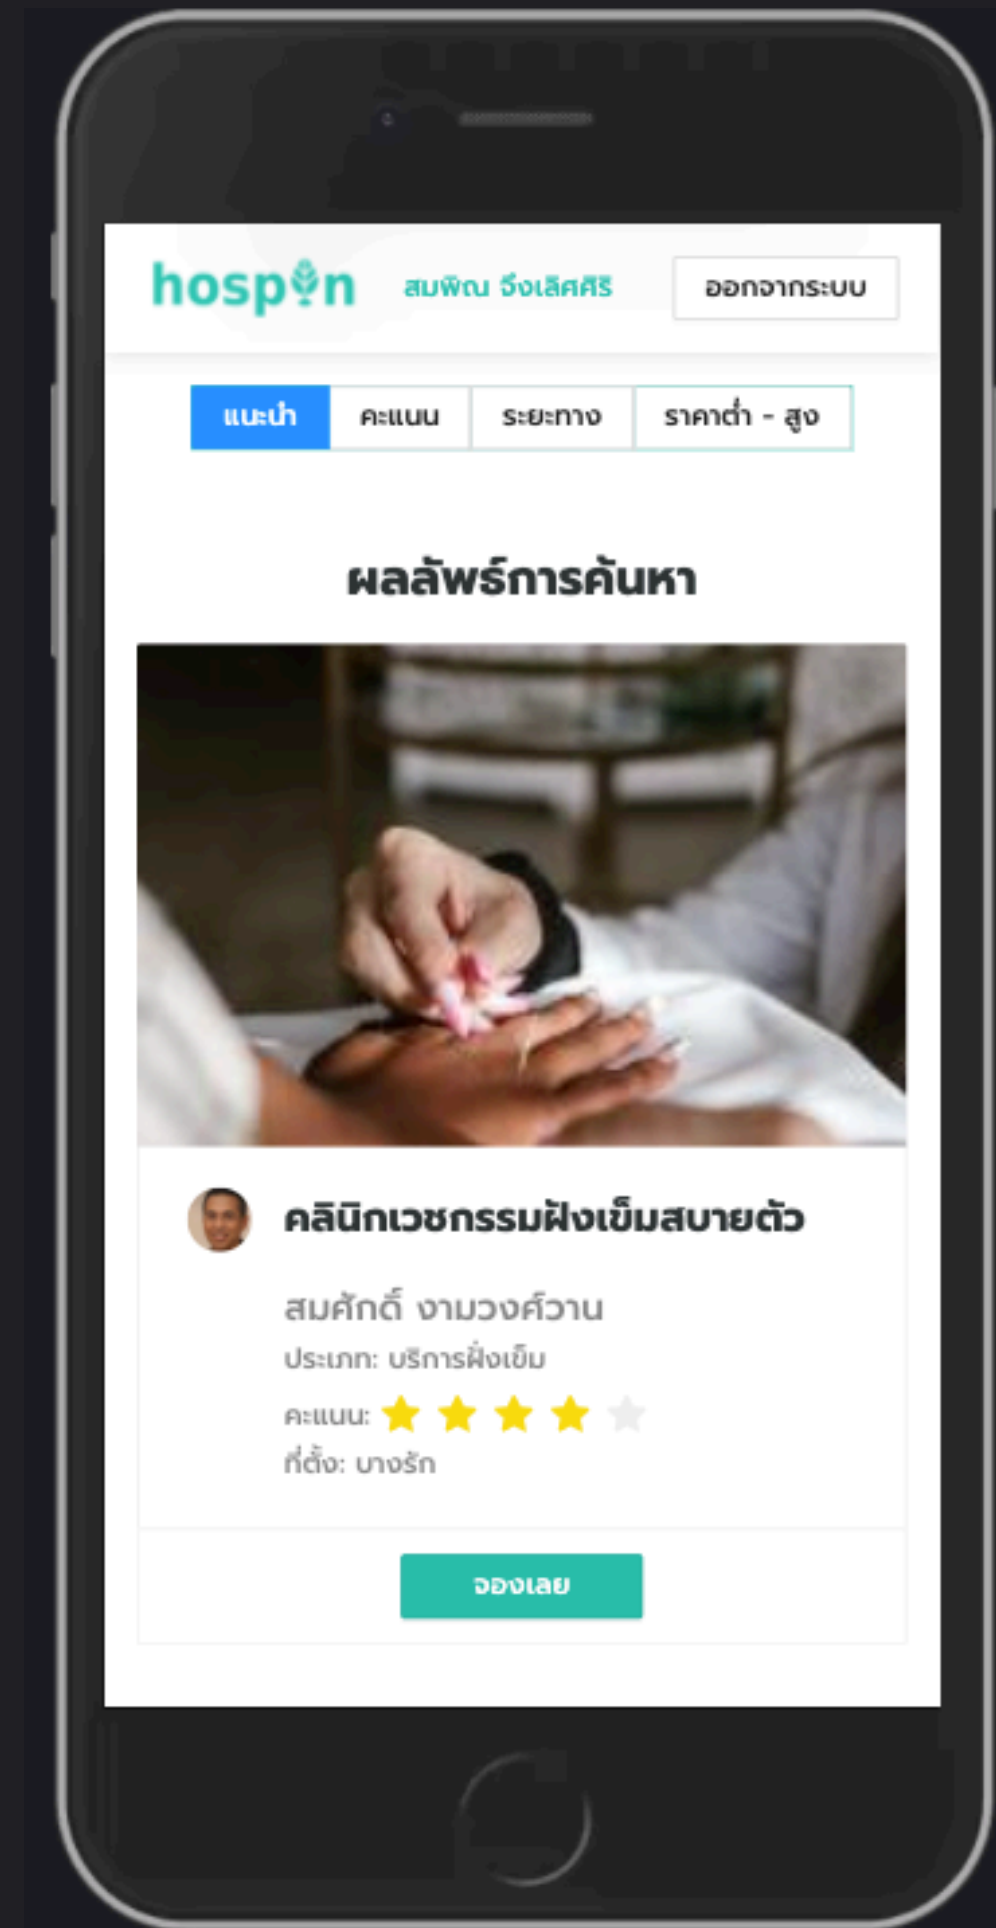 hospin
สมพิณ จึงเลิศศิริ
ออกจากระบบ
แนะนำ
คะแนน
ระยะทาง
ราคาต่ำ - สูง
ผลลัพธ์การค้นหา
คลินิกเวชกรรมฝังเข็มสบายตัว
สมศักดิ์ งามวงศ์วาน
ประเภท: บริการฝั่งเข็ม
คะแนน:
ที่ตั้ง: บางรัก
จองเลย